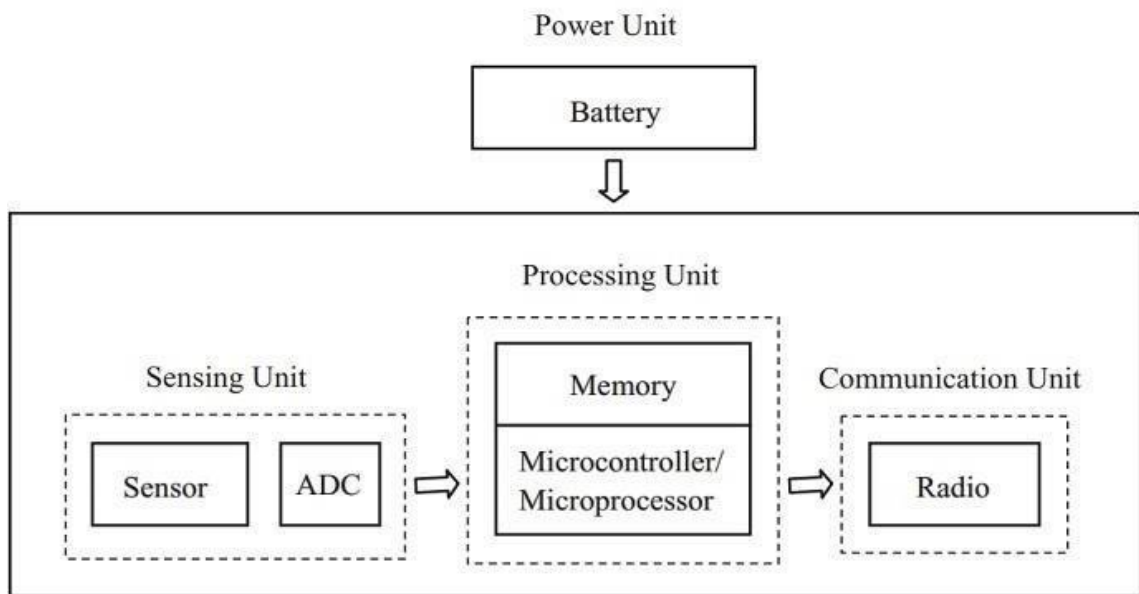 Power Unit
Battery
Processing Unit
Sensing Unit
Communication Unit
Memory
Sensor
ADC
Microcontroller/
Microprocessor
Radio